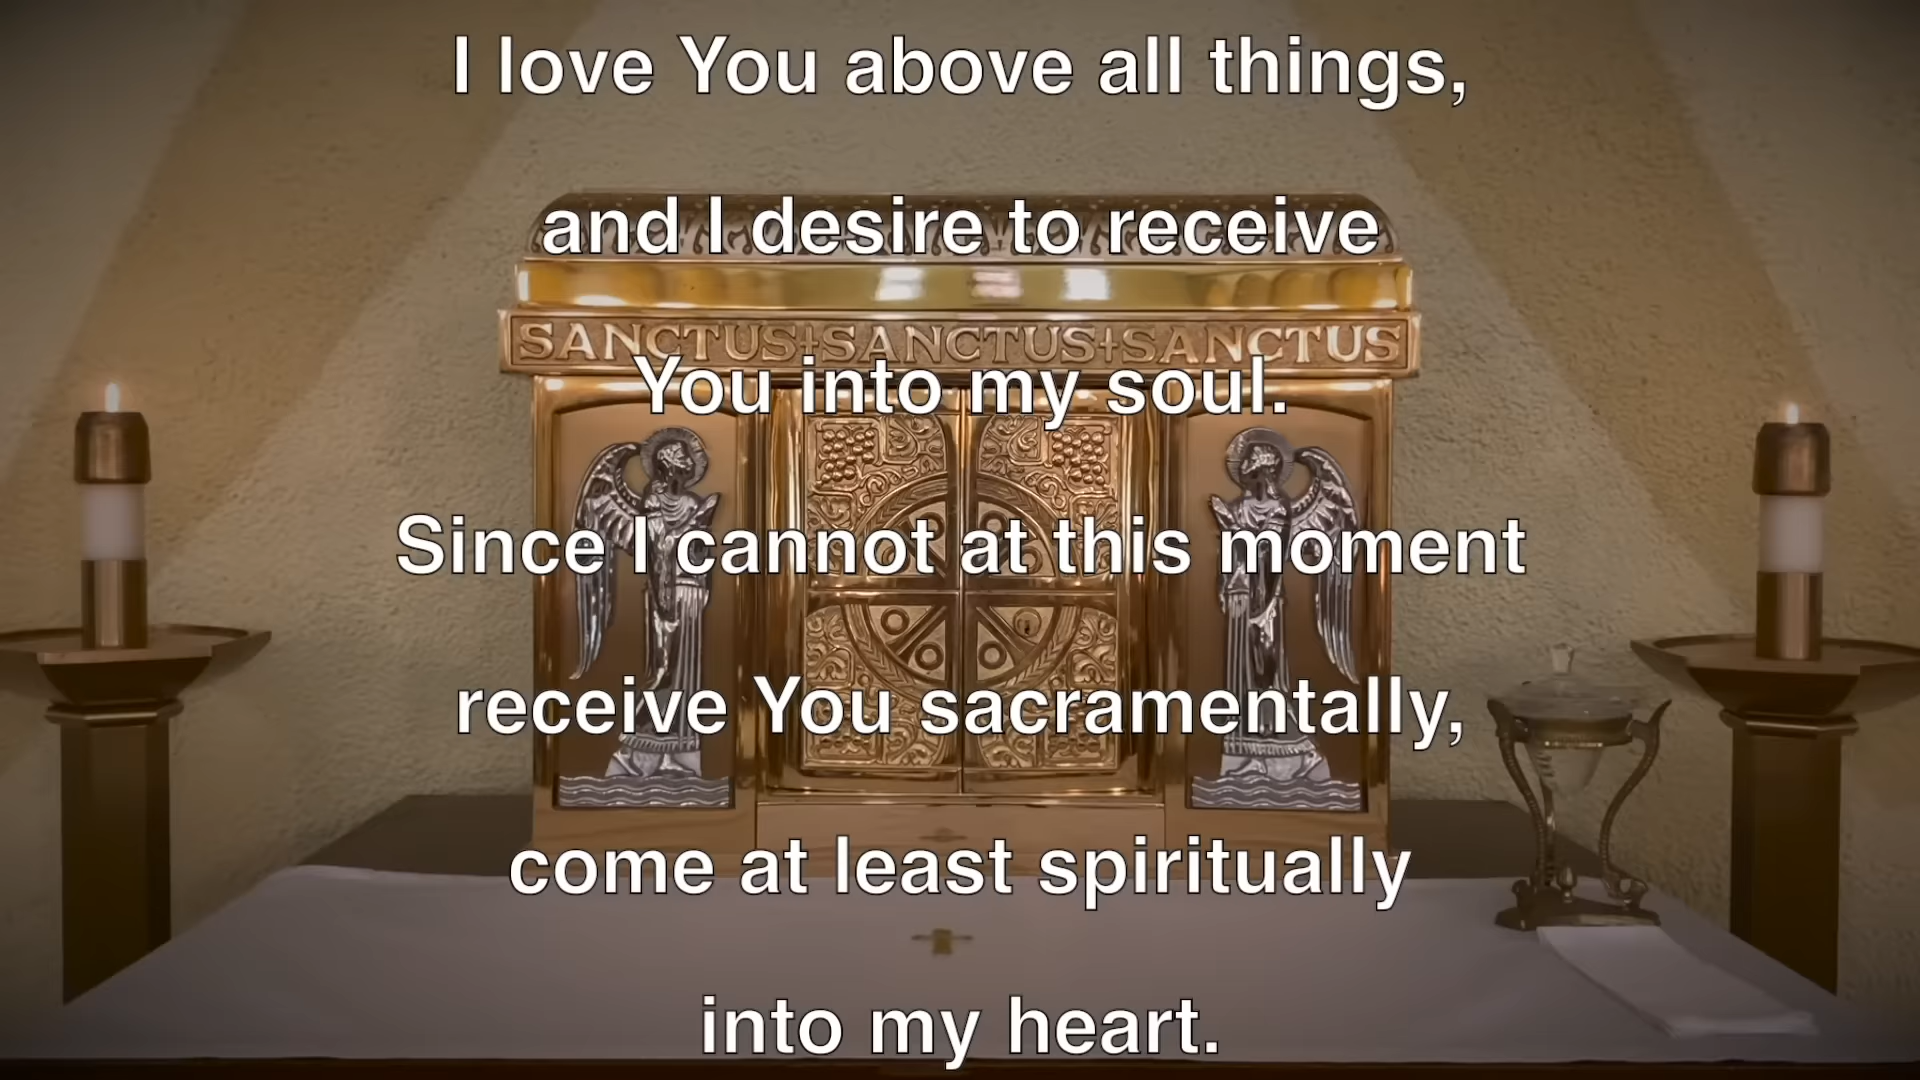 I love You above all things,
and I desire to receive
SANCTUS+SANCTUS+SANCTUS
You into my soul.
Since I cannot at this moment
receive You sacramentally,
come at least spiritually
into my heart.